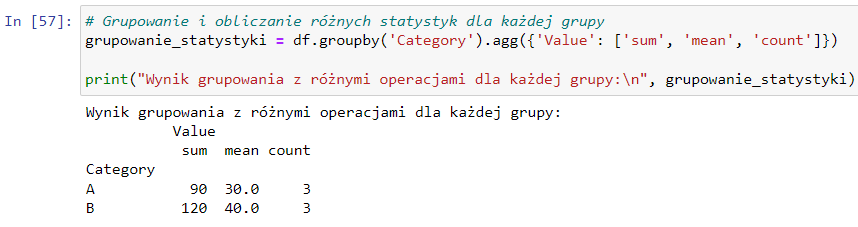 In [57]: # Grupowanie i obliczanie różnych statystyk dla każdej grupy
grupowanie_statystyki = df.groupby('Category').agg({'Value': ['sum', 'mean', 'count']})
print("Wynik grupowania z różnymi operacjami dla każdej grupy:\n", grupowanie_statystyki)
Wynik grupowania z różnymi operacjami dla każdej grupy:
Value
sum mean count
Category
A 90 30.0 3
B 120 40.0 3